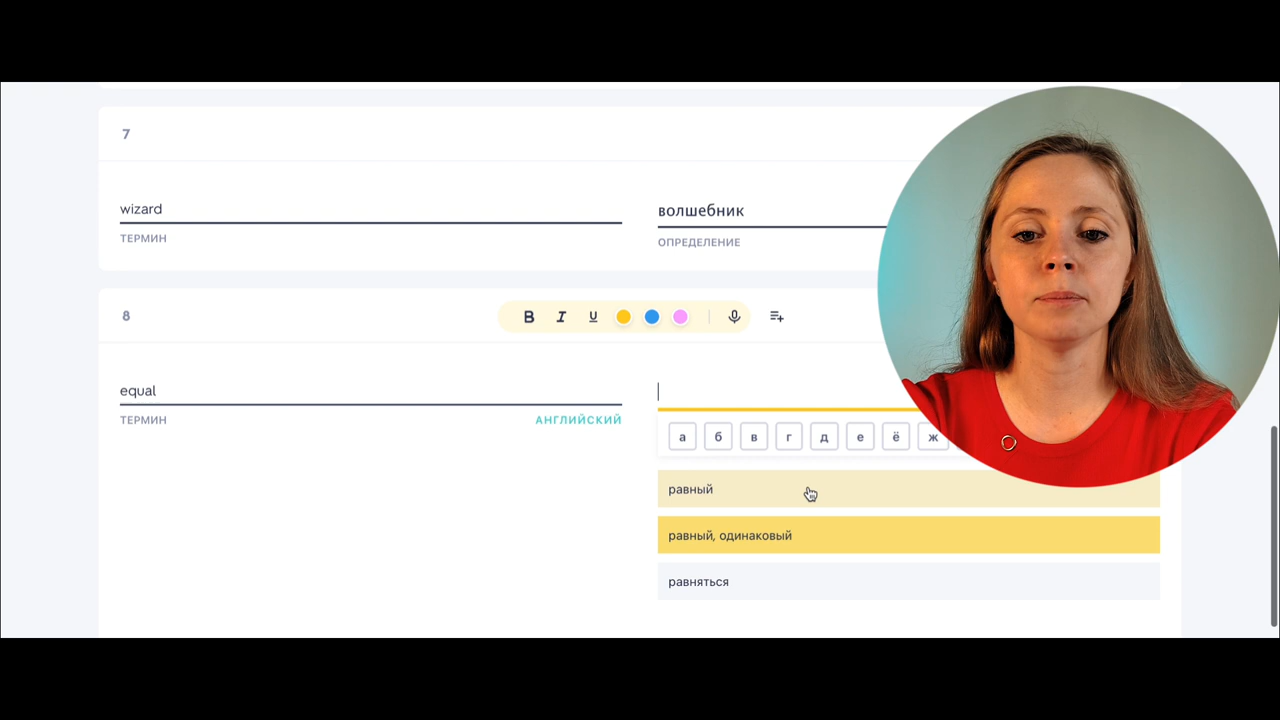 7
wizard
волшебник
ТЕРМИН
ОПРЕДЕЛЕНИЕ
8
B I U
equal
ТЕРМИН
АНГЛИЙСКИЙ
а б в г д е ё ж
равный
равный, одинаковый
равняться